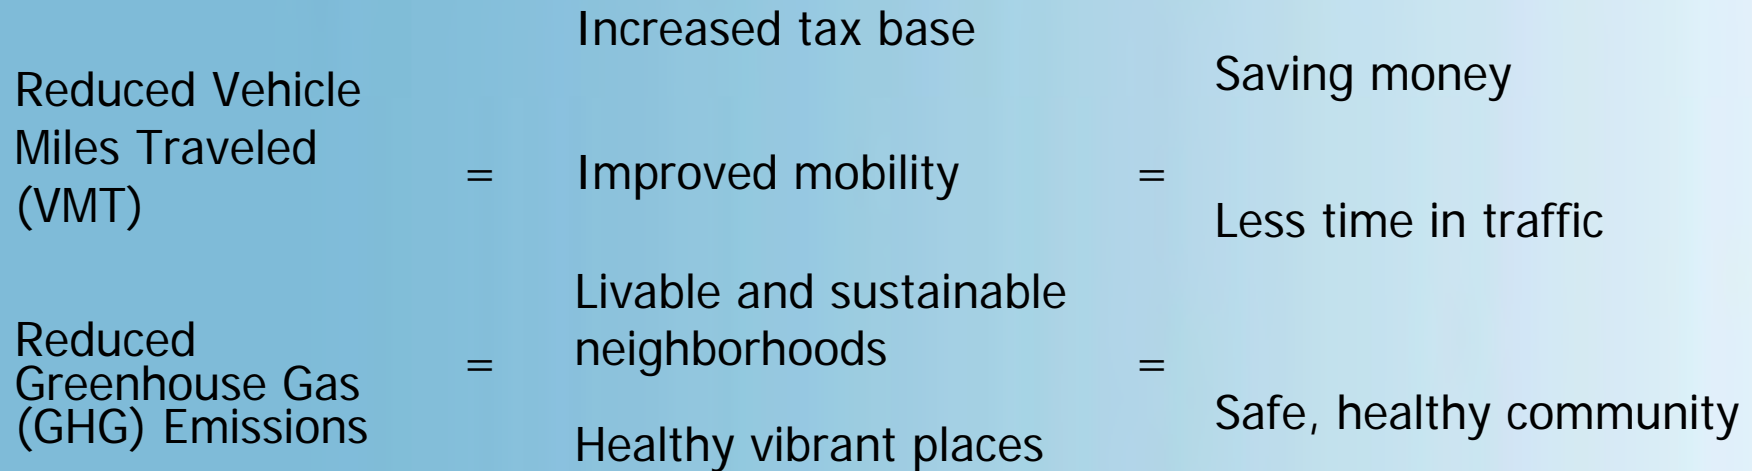 Reduced Vehicle
Miles Traveled
(VMT)
=
Increased tax base
Improved mobility
=
Saving money
Less time in traffic
Reduced
Greenhouse Gas
(GHG) Emissions
=
Livable and sustainable
neighborhoods
Healthy vibrant places
=
Safe, healthy community